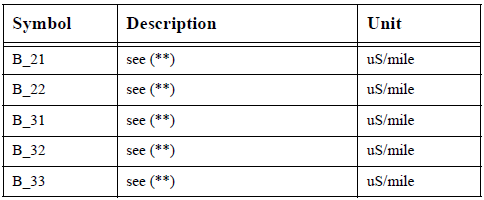 Symbol Description Unit
B_21 see (**) uS/mile
B_22 see (**) uS/mile
B_31 see (**) uS/mile
B_32 see (**) uS/mile
B_33 see (**) uS/mile